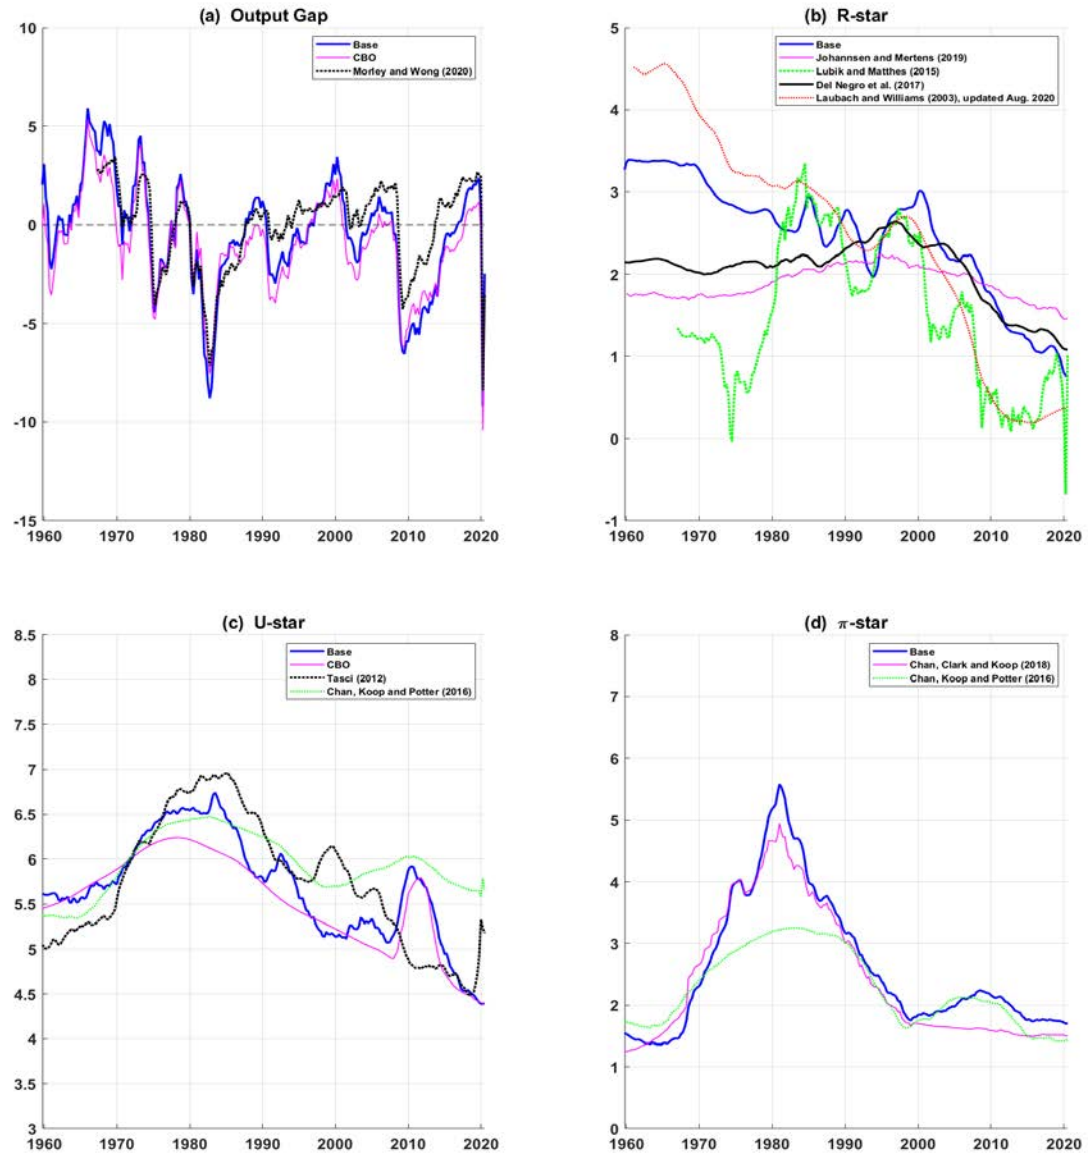 (a) Output Gap
Base
CBO
Morley and Wong (2020)
10
5
0
-5
-10
-15
1960 1970 1980 1990 2000 2010 2020
(b) R-star
Base
Johannsen and Mertens (2019)
Lubik and Matthes (2015)
Del Negro et al. (2017)
Laubach and Williams (2003), updated Aug. 2020
5
4
3
2
1
0
-1
1960 1970 1980 1990 2000 2010 2020
(c) U-star
Base
CBO
Tasci (2012)
Chan, Koop and Potter (2016)
8.5
8
7.5
7
6.5
6
5.5
5
4.5
4
3.5
3
1960 1970 1980 1990 2000 2010 2020
(d) π-star
Base
Chan, Clark and Koop (2018)
Chan, Koop and Potter (2016)
8
7
6
5
4
3
2
1
0
1960 1970 1980 1990 2000 2010 2020